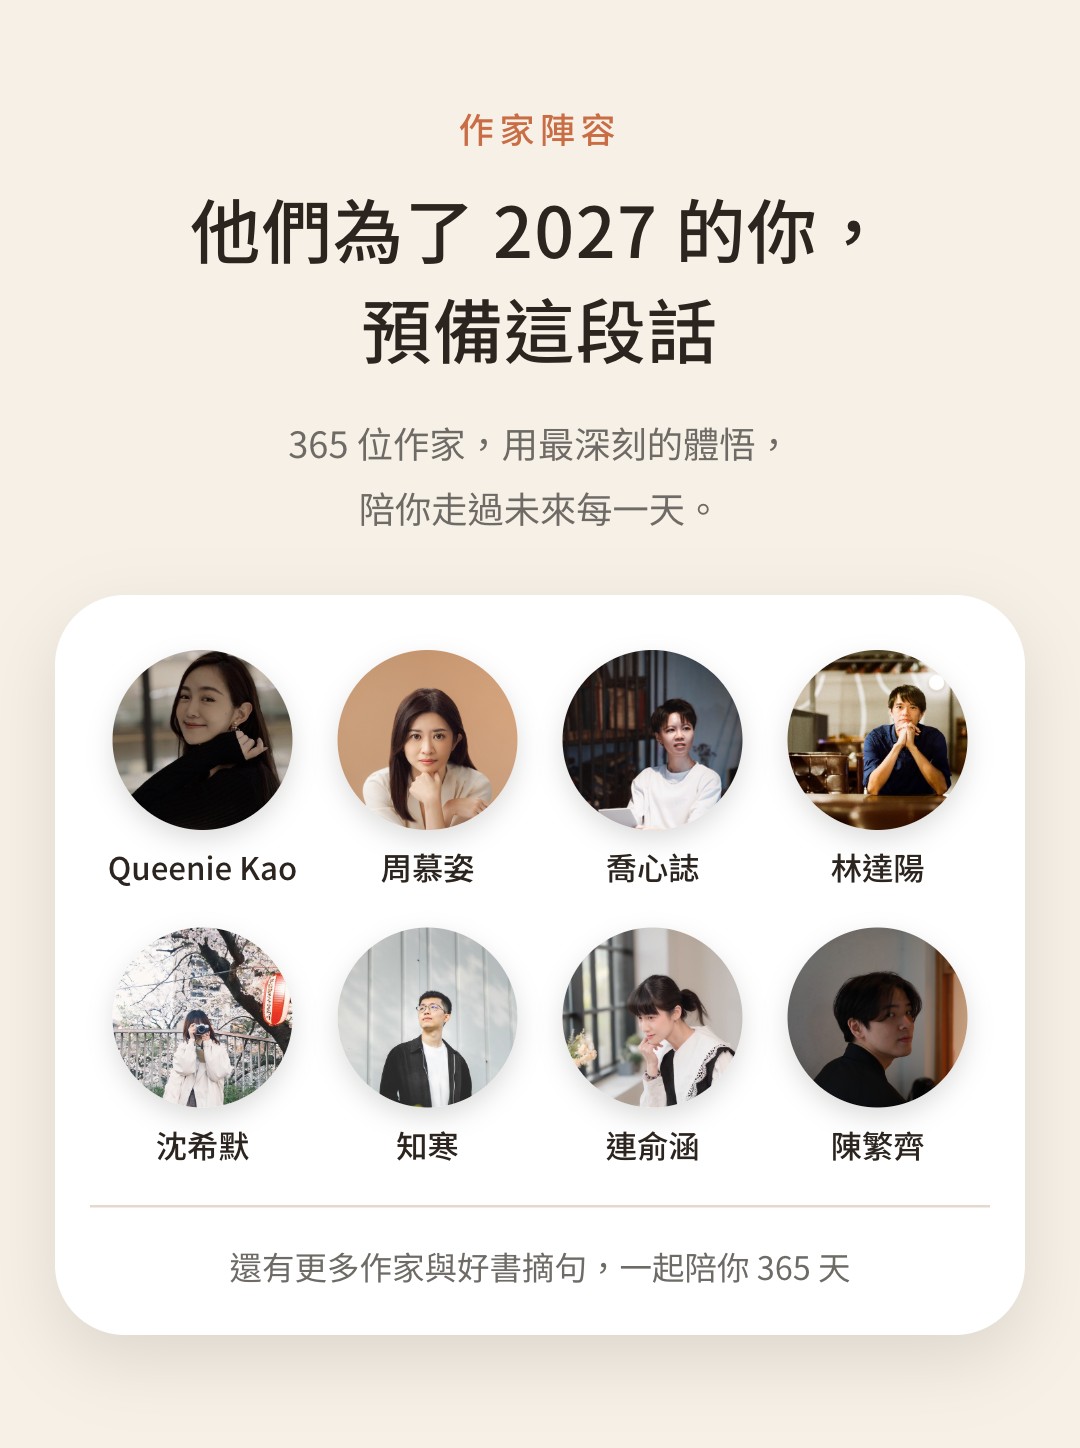 作家陣容
他們為了 2027 的你，
預備這段話
365 位作家，用最深刻的體悟，
陪你走過未來每一天。
Queenie Kao
周慕姿
喬心誌
林達陽
沈希默
知寒
連俞涵
陳繁齊
還有更多作家與好書摘句，一起陪你 365 天